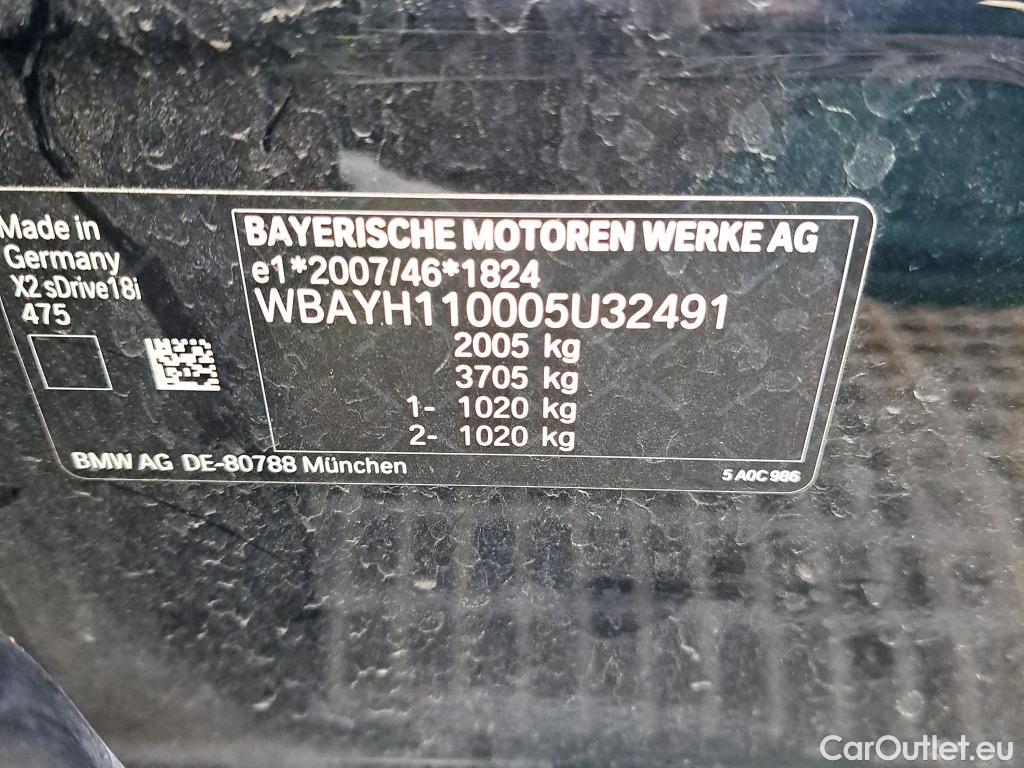 Made in
Germany
X2 sDrive18i
475
BAYERISCHE MOTOREN WERKE AG
e1*2007/46*1824
WBAYH110005U32491
2005 kg
3705 kg
1- 1020 kg
2- 1020 kg
BMW AG DE-80788 München
5 A0C 986
CarOutlet.eu